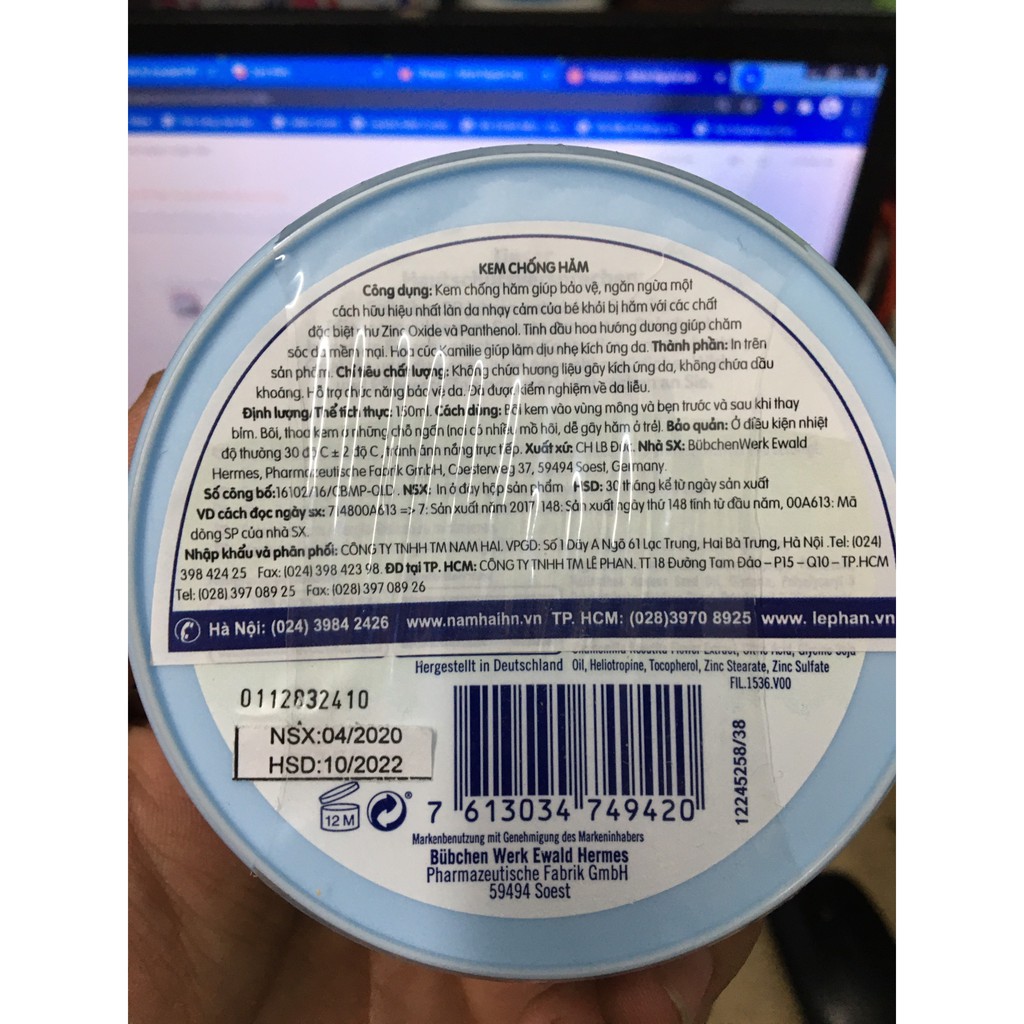 KEM CHỐNG HĂM
Công dụng: Kem chống hăm giúp bảo vệ, ngăn ngừa một
cách hữu hiệu nhất làn da nhạy cảm của bé khỏi bị hăm với các chất
đặc biệt như Zinc Oxide và Panthenol. Tinh dầu hoa hướng dương giúp chăm
sóc da mềm mại. Hoa cúc Kamilie giúp làm dịu nhẹ kích ứng da. Thành phần: In trên
sản phẩm. Chỉ tiêu chất lượng: Không chứa hương liệu gây kích ứng da, không chứa dầu
khoáng. Hỗ trợ chức năng bảo vệ da. Đã được kiểm nghiệm về da liễu.
Định lượng/Thể tích thực: 150ml. Cách dùng: Bôi kem vào vùng mông và bẹn trước và sau khi thay
bỉm. Bôi, thoa kem ở những chỗ ngấn (nơi có nhiều mồ hôi, dễ gây hăm ở trẻ). Bảo quản: Ở điều kiện nhiệt
độ thường 30 độ C ± 2 độ C, tránh ánh nắng trực tiếp. Xuất xứ: CH LB Đức. Nhà SX: BübchenWerk Ewald
Hermes, Pharmazeutische Fabrik GmbH, Coesterweg 37, 59494 Soest, Germany.
Số công bố:16102/16/CBMP-QLD . NSX: In ở đáy hộp sản phẩm HSD: 30 tháng kể từ ngày sản xuất
VD cách đọc ngày sx: 714800A613 => 7: Sản xuất năm 2017, 148: Sản xuất ngày thứ 148 tính từ đầu năm, 00A613: Mã
dòng SP của nhà SX.
Nhập khẩu và phân phối: CÔNG TY TNHH TM NAM HẢI. VPGD: Số 1 Dãy A Ngõ 61 Lạc Trung, Hai Bà Trưng, Hà Nội .Tel: (024)
398 424 25 Fax: (024) 398 423 98. ĐD tại TP. HCM: CÔNG TY TNHH TM LÊ PHAN. TT 18 Đường Tam Đảo – P15 – Q10 – TP.HCM
Tel: (028) 397 089 25 Fax: (028) 397 089 26
Hà Nội: (024) 3984 2426 www.namhaihn.vn TP. HCM: (028)3970 8925 www. lephan.vn
Hergestellt in Deutschland Oil, Heliotropine, Tocopherol, Zinc Stearate, Zinc Sulfate
FIL.1536.V00
0112832410
NSX:04/2020
HSD:10/2022
12 M
7 613034 749420
12245258/38
Markenbenutzung mit Genehmigung des Markeninhabers
Bübchen Werk Ewald Hermes
Pharmazeutische Fabrik GmbH
59494 Soest